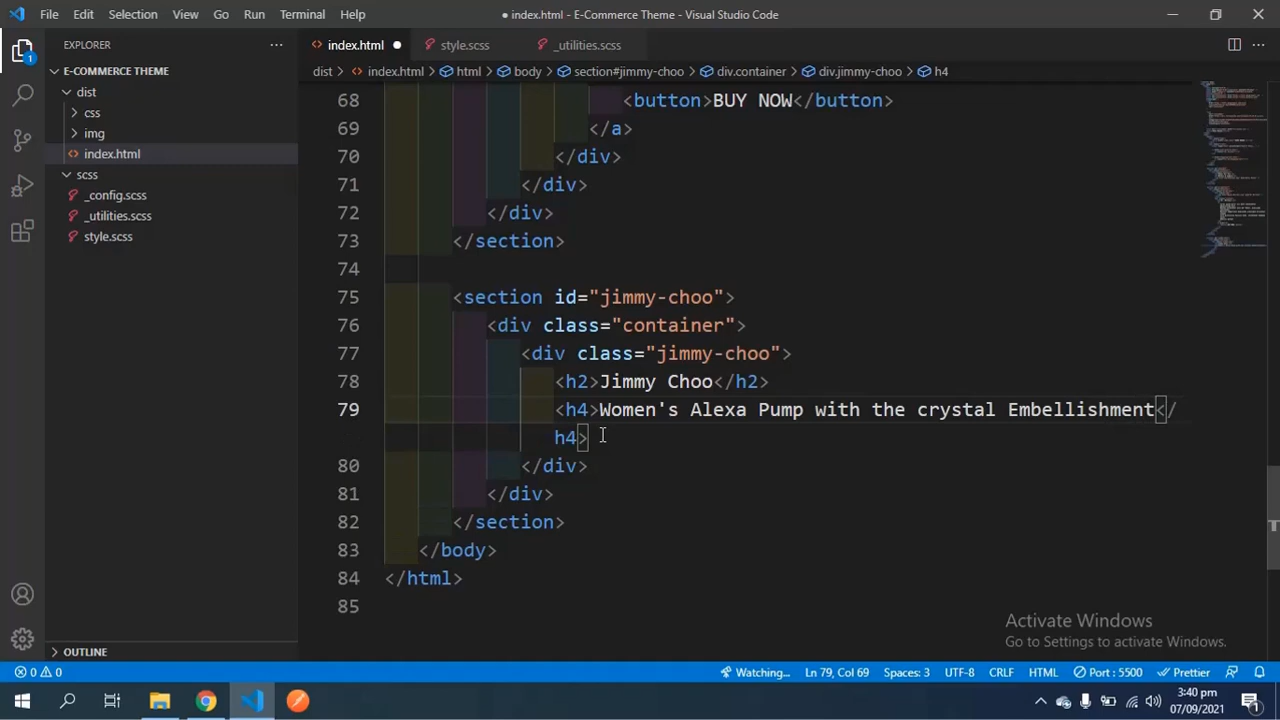 File Edit Selection View Go Run Terminal Help
● index.html - E-Commerce Theme - Visual Studio Code
EXPLORER
index.html
style.scss
_utilities.scss
E-COMMERCE THEME
dist
css
img
index.html
scss
_config.scss
_utilities.scss
style.scss
OUTLINE
dist > index.html > html > body > section#jimmy-choo > div.container > div.jimmy-choo > h4
68 <button>BUY NOW</button>
69 </a>
70 </div>
71 </div>
72 </div>
73 </section>
74
75 <section id="jimmy-choo">
76 <div class="container">
77 <div class="jimmy-choo">
78 <h2>Jimmy Choo</h2>
79 <h4>Women's Alexa Pump with the crystal Embellishment</
h4>
80 </div>
81 </div>
82 </section>
83 </body>
84 </html>
85
Activate Windows
Go to Settings to activate Windows.
0 0 Watching... Ln 79, Col 69 Spaces: 3 UTF-8 CRLF HTML Port : 5500 Prettier
3:40 pm
07/09/2021
1
1